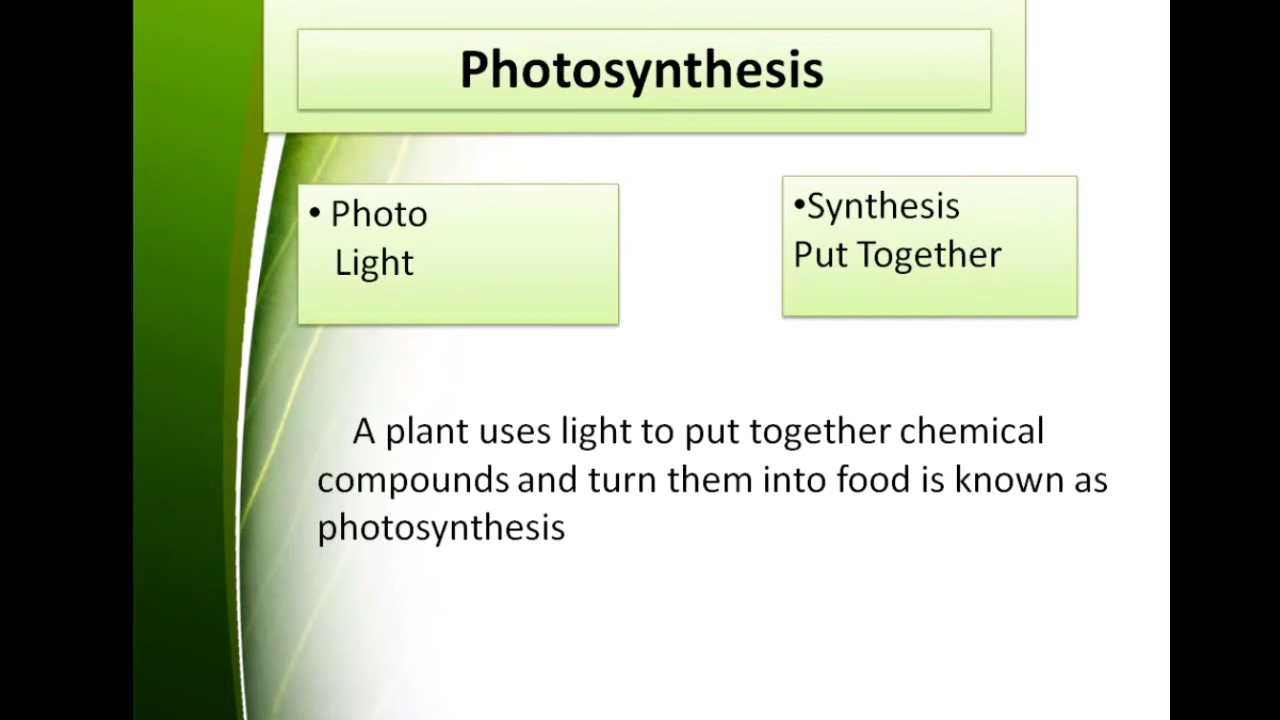 Photosynthesis
• Photo
Light
•Synthesis
Put Together
A plant uses light to put together chemical
compounds and turn them into food is known as
photosynthesis